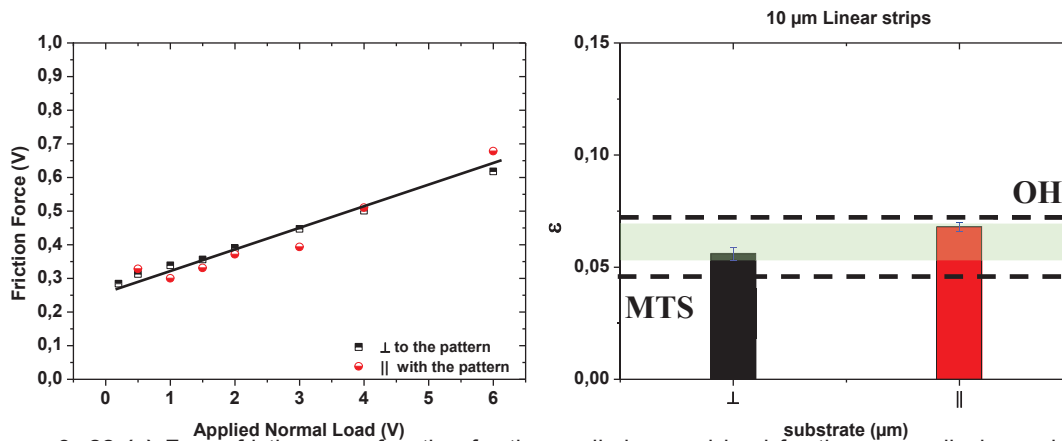 10 µm Linear strips
1,0
0,9
0,8
0,7
0,6
0,5
0,4
0,3
0,2
0,1
0,0
Friction Force (V)
0 1 2 3 4 5 6
Applied Normal Load (V)
⊥ to the pattern
|| with the pattern
0,15
0,10
0,05
0,00
ε
OH
MTS
⊥ ||
substrate (µm)